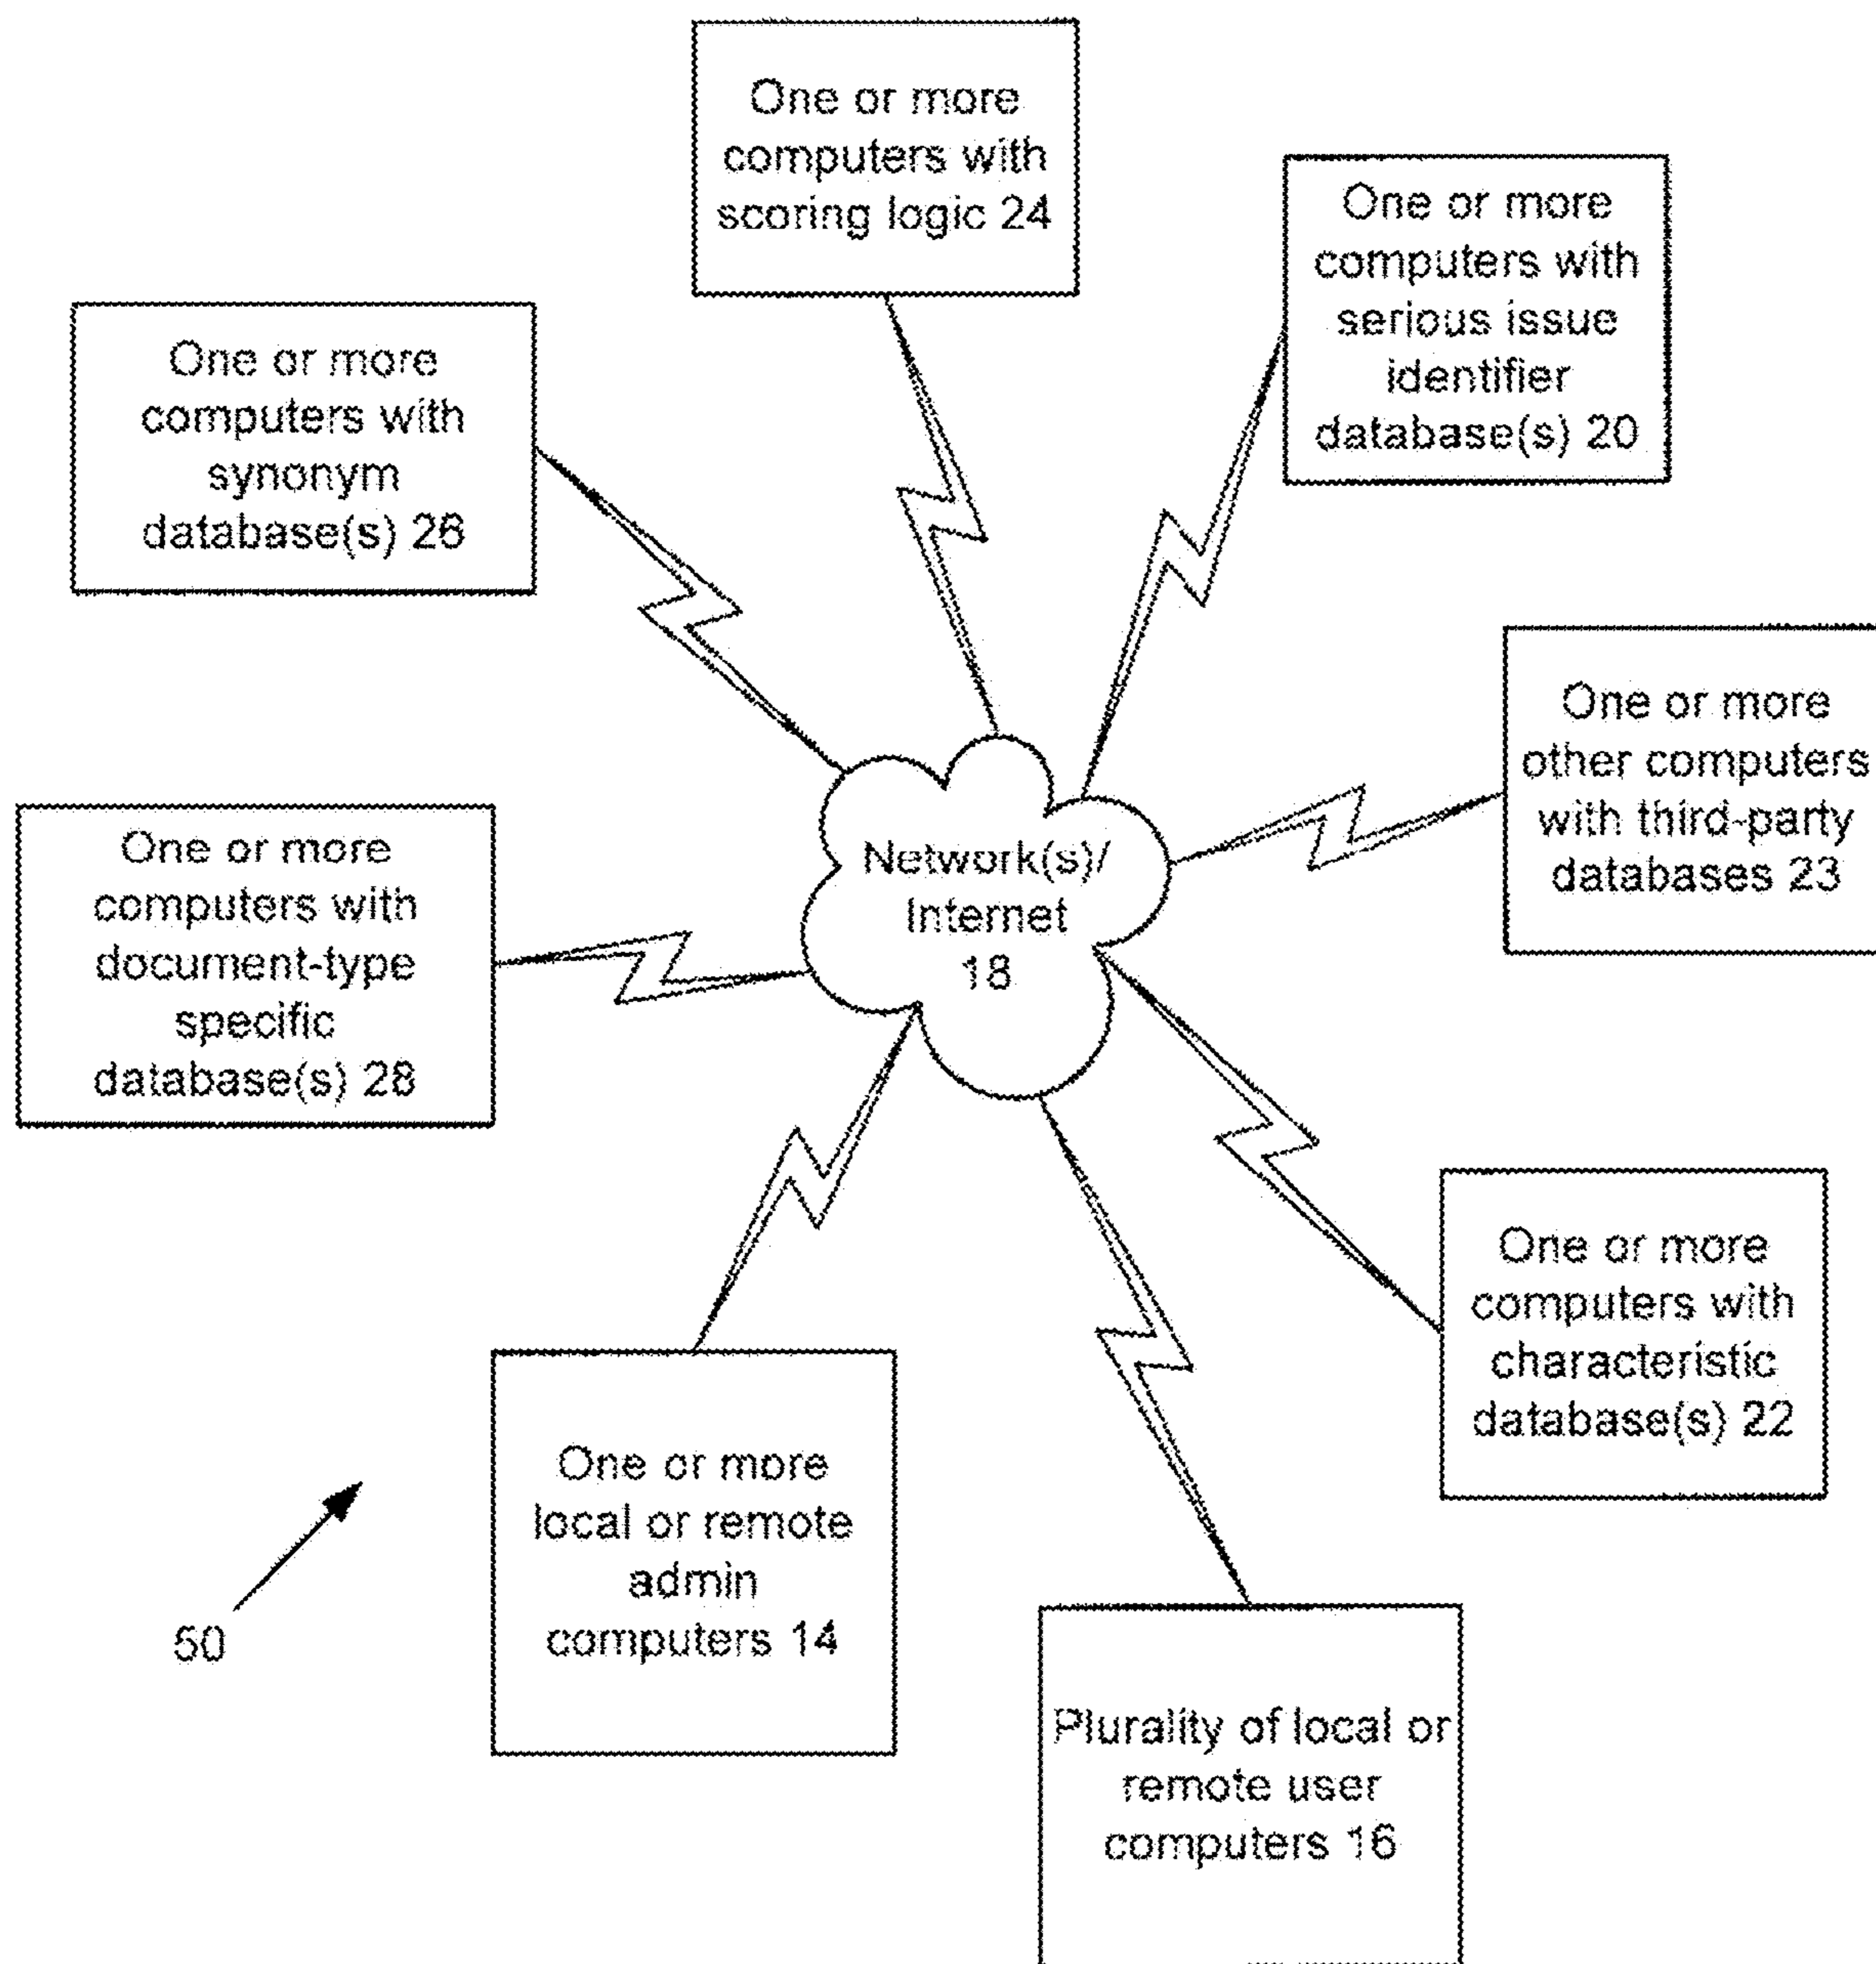 One or more
computers with
scoring logic 24
One or more
computers with
serious issue
identifier
database(s) 20
One or more
computers with
synonym
database(s) 26
One or more
other computers
with third-party
databases 23
One or more
computers with
document-type
specific
database(s) 28
Network(s)/
Internet
18
One or more
computers with
characteristic
database(s) 22
One or more
local or remote
admin
computers 14
50
Plurality of local or
remote user
computers 16